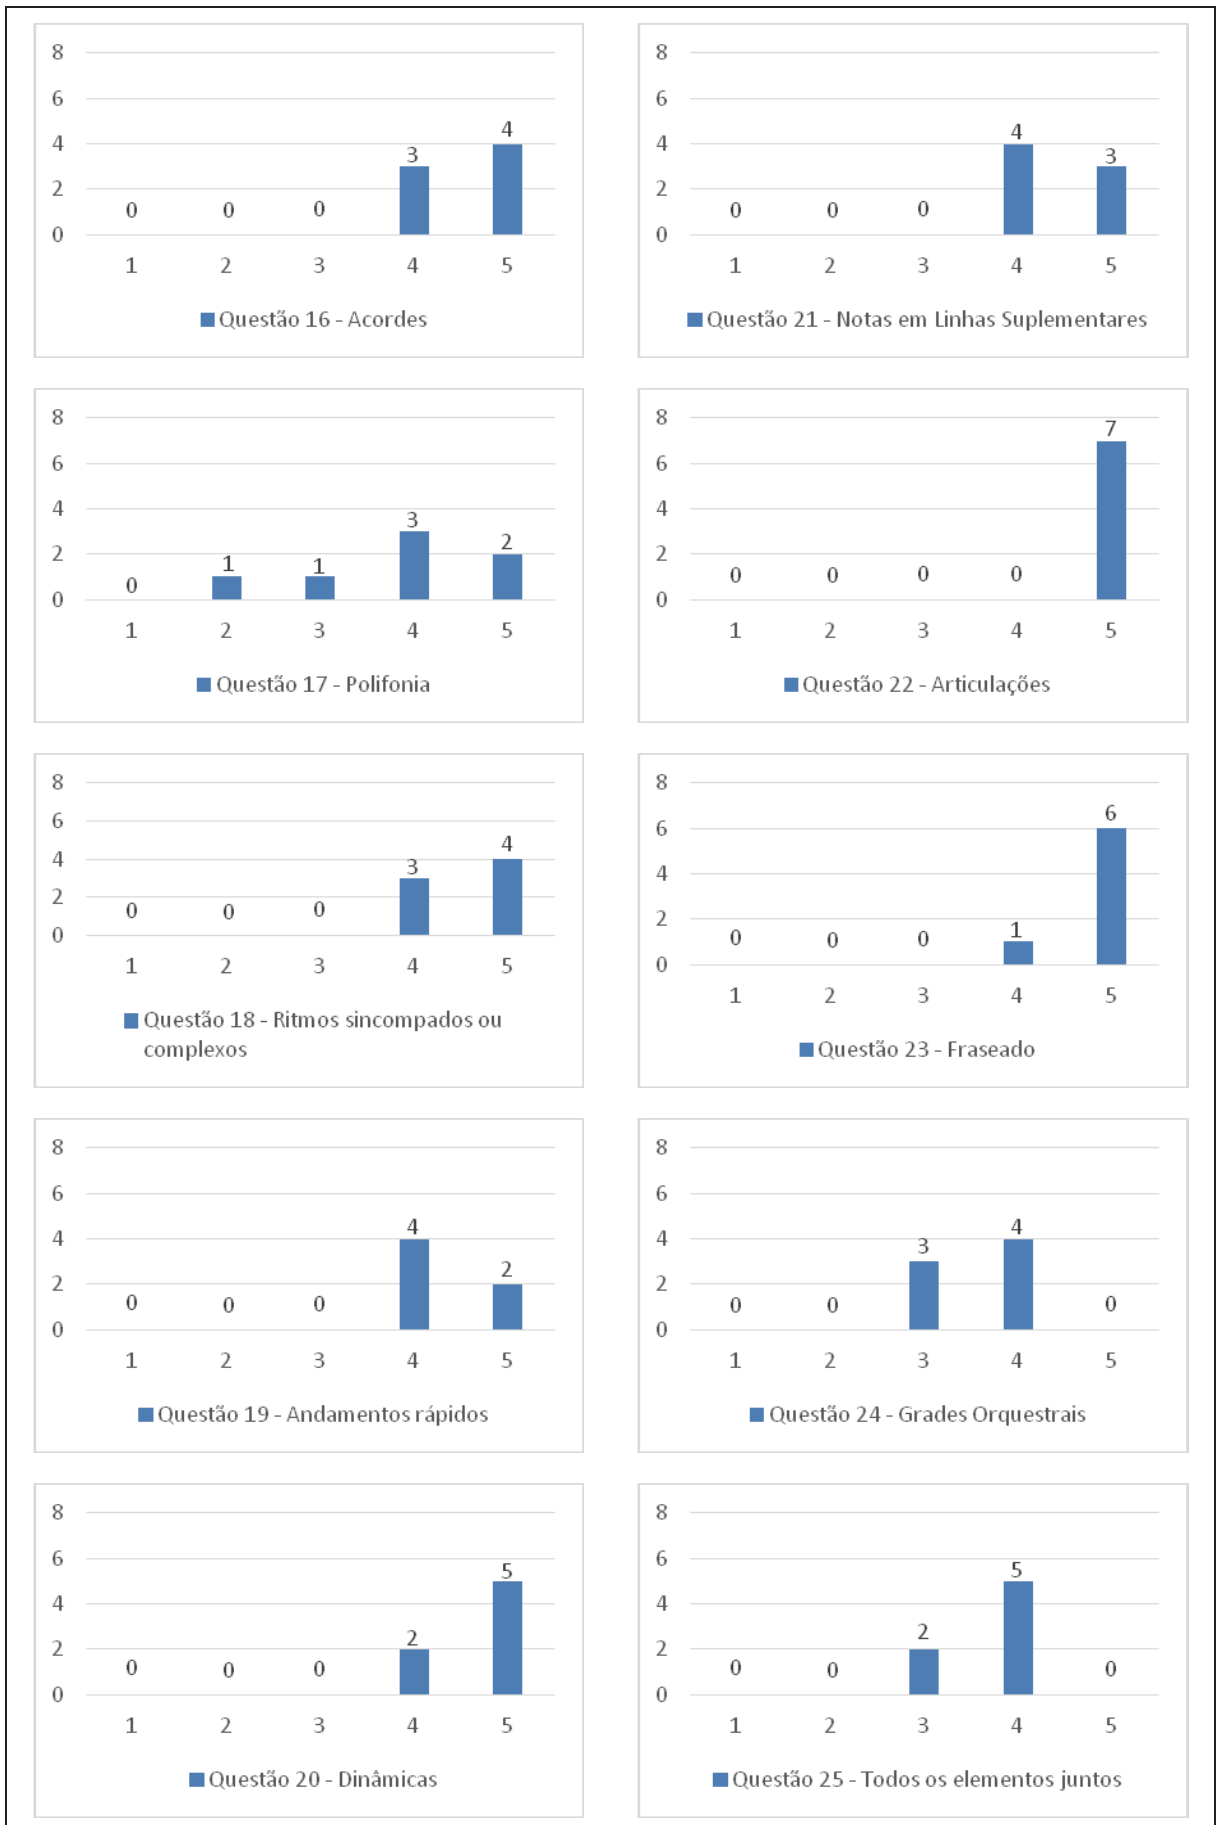 8
6
4
2
0
0 0 0 3 4
1 2 3 4 5
Questão 16 - Acordes
8
6
4
2
0
0 0 0 4 3
1 2 3 4 5
Questão 21 - Notas em Linhas Suplementares
8
6
4
2
0
0 1 1 3 2
1 2 3 4 5
Questão 17 - Polifonia
8
6
4
2
0
0 0 0 0 7
1 2 3 4 5
Questão 22 - Articulações
8
6
4
2
0
0 0 0 3 4
1 2 3 4 5
Questão 18 - Ritmos sincompados ou
complexos
8
6
4
2
0
0 0 0 1 6
1 2 3 4 5
Questão 23 - Fraseado
8
6
4
2
0
0 0 0 4 2
1 2 3 4 5
Questão 19 - Andamentos rápidos
8
6
4
2
0
0 0 3 4 0
1 2 3 4 5
Questão 24 - Grades Orquestrais
8
6
4
2
0
0 0 0 2 5
1 2 3 4 5
Questão 20 - Dinâmicas
8
6
4
2
0
0 0 2 5 0
1 2 3 4 5
Questão 25 - Todos os elementos juntos